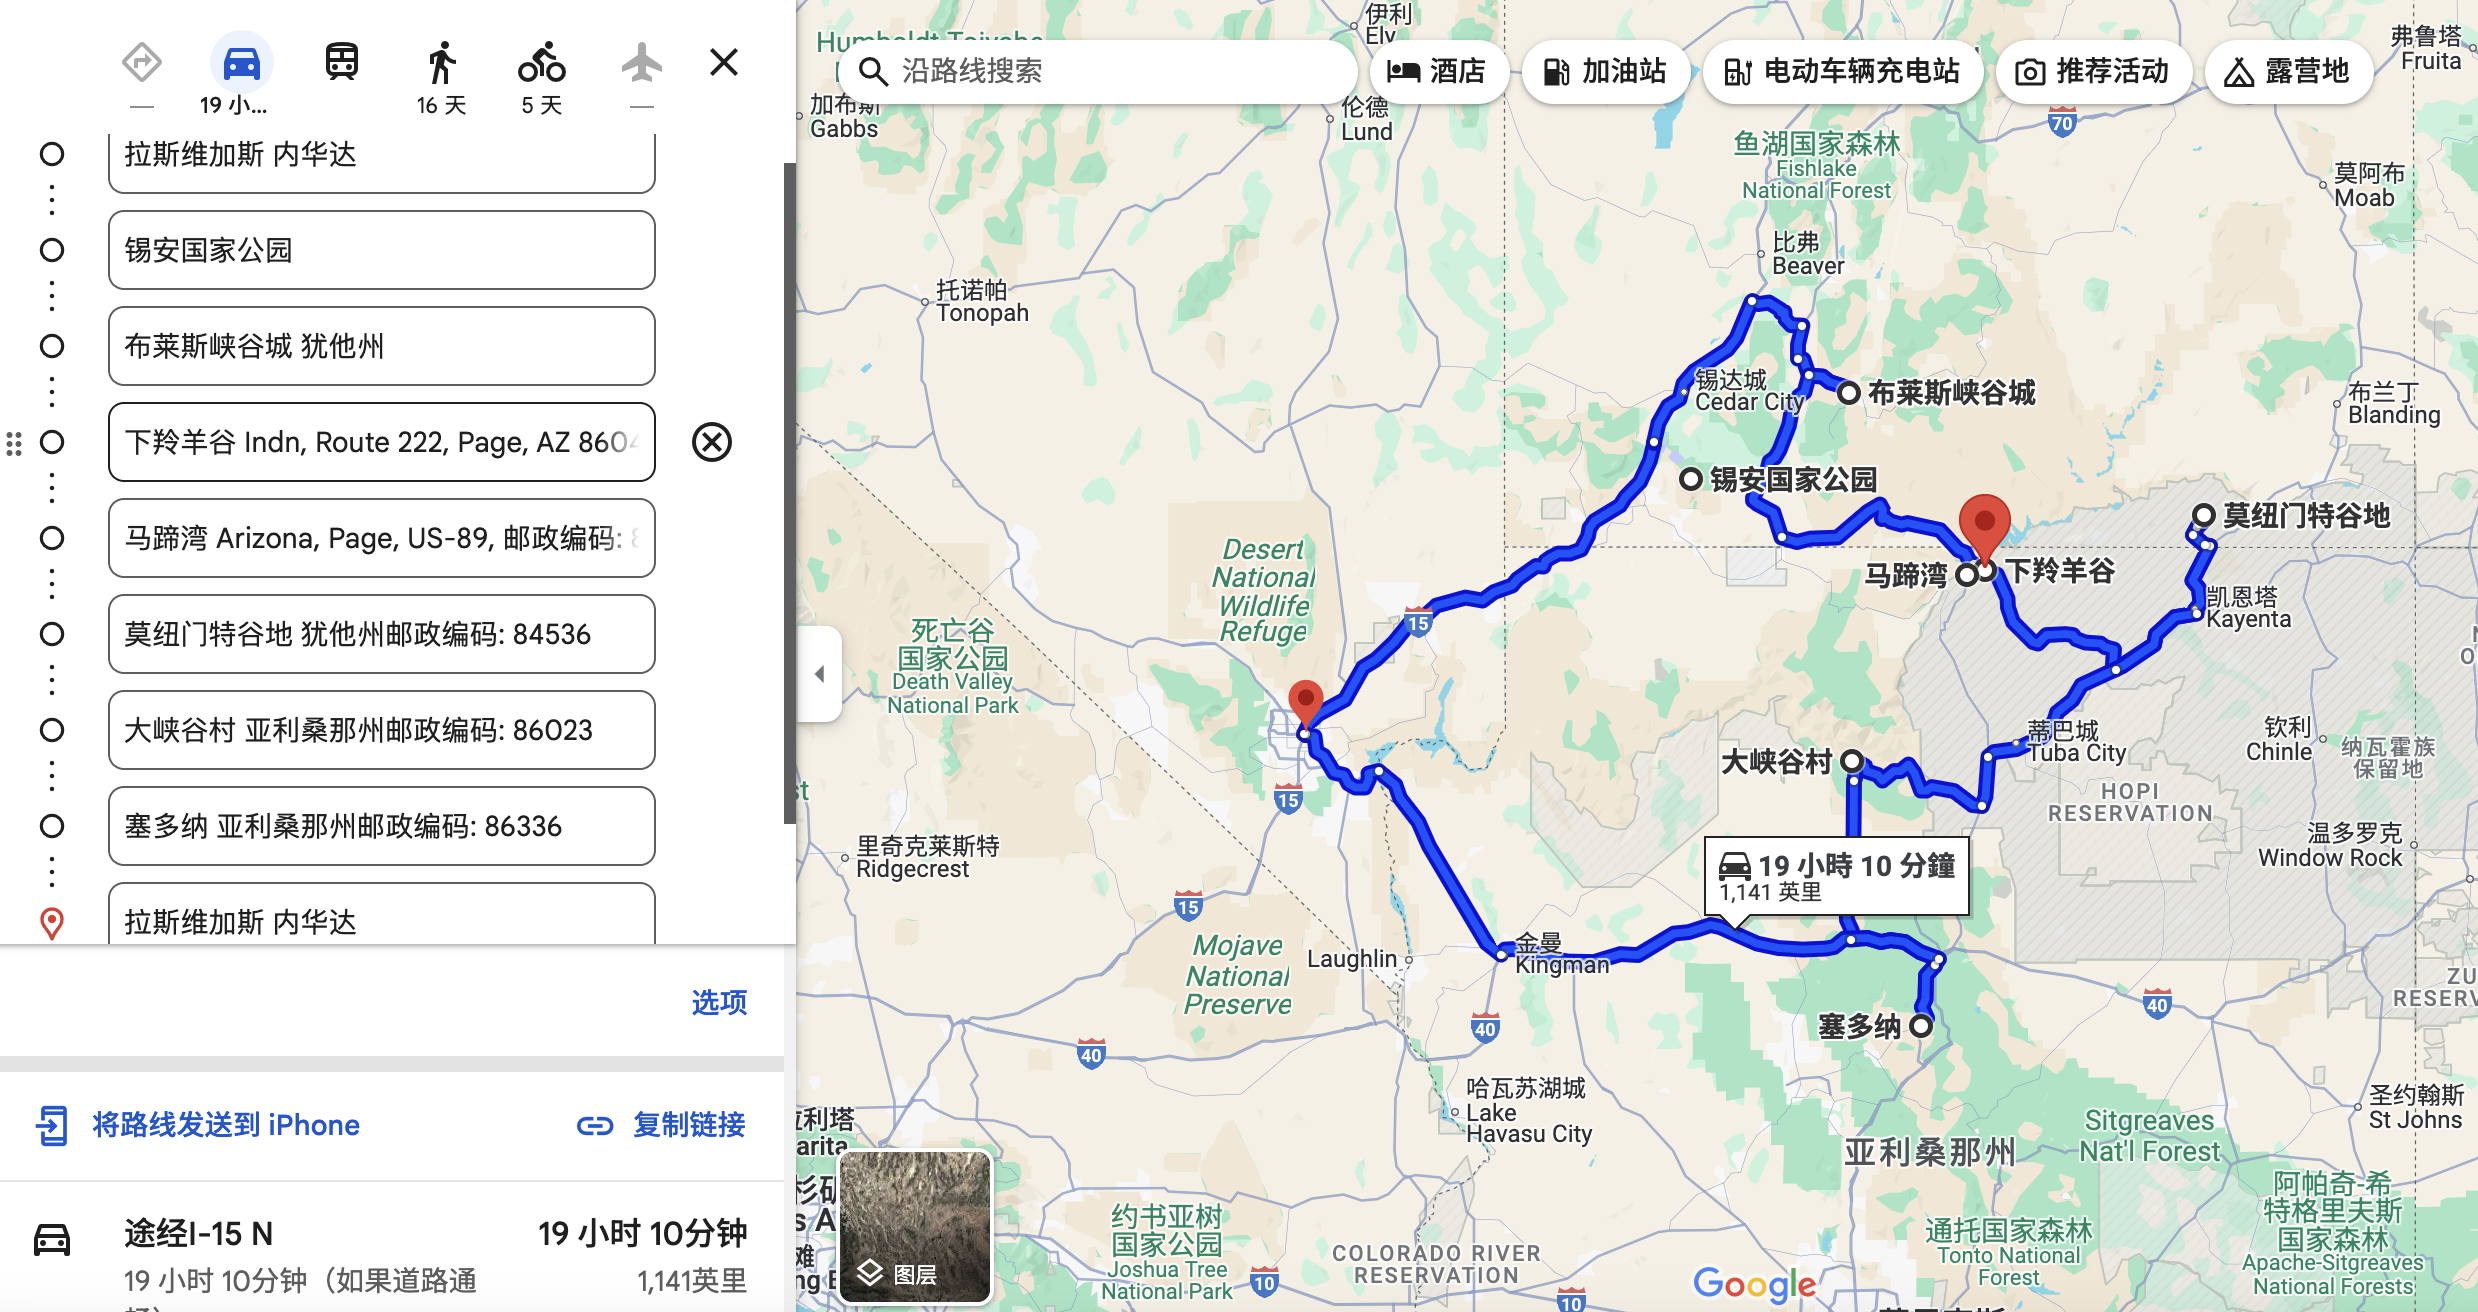 19 小...
16 天
5 天
拉斯维加斯 内华达
锡安国家公园
布莱斯峡谷城 犹他州
下羚羊谷 Indn, Route 222, Page, AZ 8604
马蹄湾 Arizona, Page, US-89, 邮政编码: 8
莫纽门特谷地 犹他州邮政编码: 84536
大峡谷村 亚利桑那州邮政编码: 86023
塞多纳 亚利桑那州邮政编码: 86336
拉斯维加斯 内华达
选项
将路线发送到 iPhone
复制链接
途经I-15 N
19 小时 10分钟
19 小时 10分钟（如果道路通
1,141英里
沿路线搜索
酒店
加油站
电动车辆充电站
推荐活动
露营地
伊利
Ely
弗鲁塔
Fruita
Humboldt-Toiyabe
加布斯
Gabbs
伦德
Lund
70
鱼湖国家森林
Fishlake
National Forest
莫阿布
Moab
比弗
Beaver
托诺帕
Tonopah
锡达城
Cedar City
布莱斯峡谷城
布兰丁
Blanding
锡安国家公园
莫纽门特谷地
Desert
National
Wildlife
Refuge
马蹄湾
下羚羊谷
凯恩塔
Kayenta
15
死亡谷
国家公园
Death Valley
National Park
蒂巴城
Tuba City
钦利
Chinle
纳瓦霍族
保留地
大峡谷村
HOPI
RESERVATION
15
温多罗克
Window Rock
里奇克莱斯特
Ridgecrest
19 小時 10 分鐘
1,141 英里
15
Mojave
National
Preserve
Laughlin
金曼
Kingman
ZU
RESERV
40
40
40
塞多纳
哈瓦苏湖城
Lake
Havasu City
圣约翰斯
St Johns
拉利塔
arita
亚利桑那州
Sitgreaves
Nat'l Forest
约书亚树
国家公园
Joshua Tree
National Park
COLORADO RIVER
RESERVATION
通托国家森林
Tonto National
Forest
阿帕奇-希
特格里夫斯
国家森林
Apache-Sitgreaves
National Forests
10
10
图层
Google